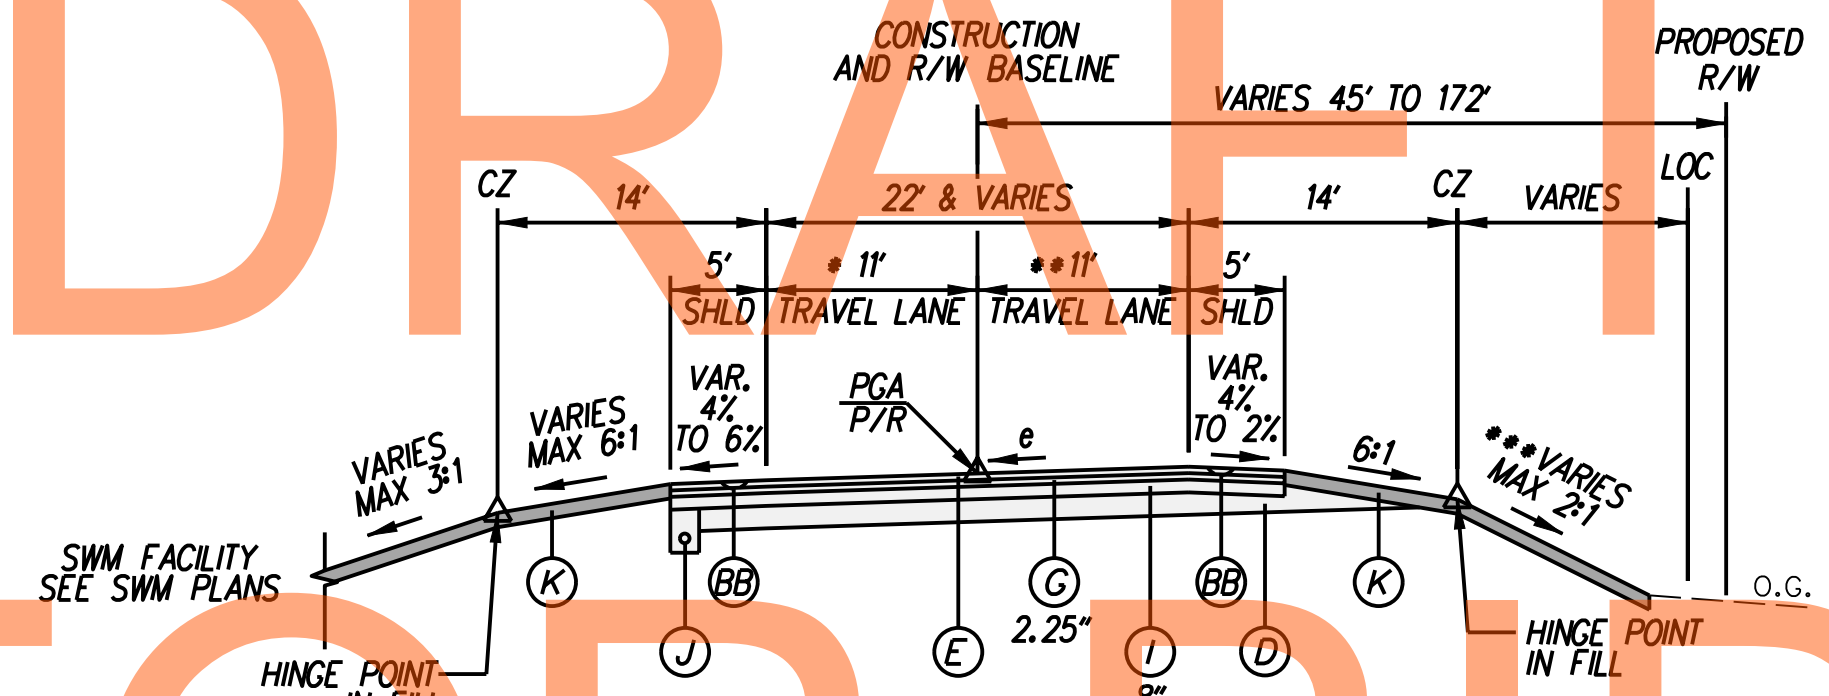 CONSTRUCTION
AND R/W BASELINE
PROPOSED
R/W
VARIES 45' TO 172'
LOC
CZ
14'
22' & VARIES
14'
CZ
VARIES
5'
* 11'
**11'
5'
SHLD
TRAVEL LANE
TRAVEL LANE
SHLD
VAR.
4%
TO 6%
PGA
P/R
e
VAR.
4%
TO 2%
VARIES
MAX 3:1
VARIES
MAX 6:1
6:1
***VARIES
MAX 2:1
SWM FACILITY
SEE SWM PLANS
K
BB
G
BB
K
2.25"
J
E
I
D
8"
O.G.
HINGE POINT
IN FILL
HINGE POINT
IN FILL
DRAFT